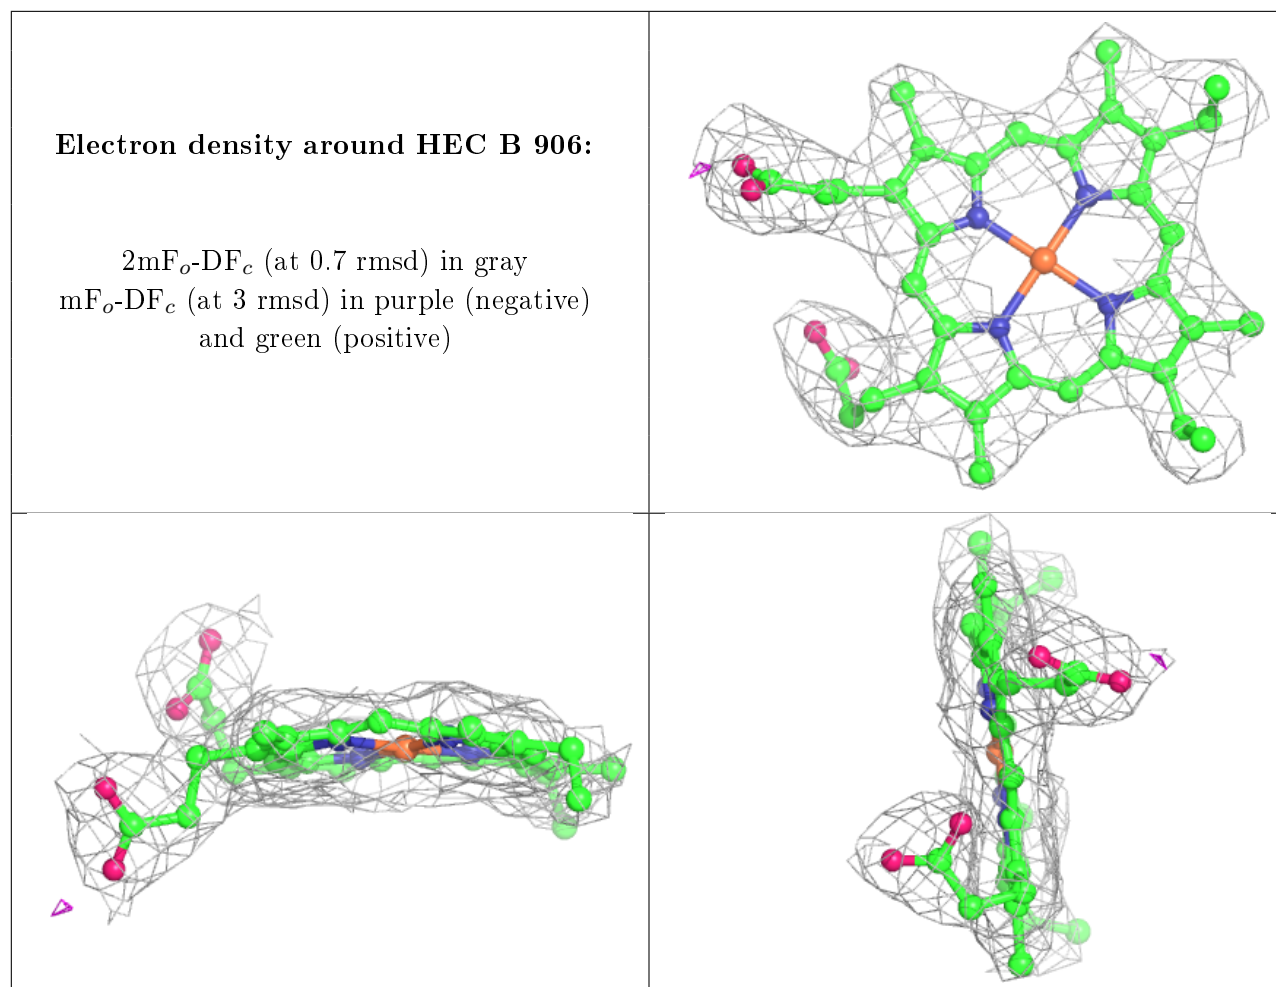 Electron density around HEC B 906:
2mFo-DFc (at 0.7 rmsd) in gray
mFo-DFc (at 3 rmsd) in purple (negative)
and green (positive)